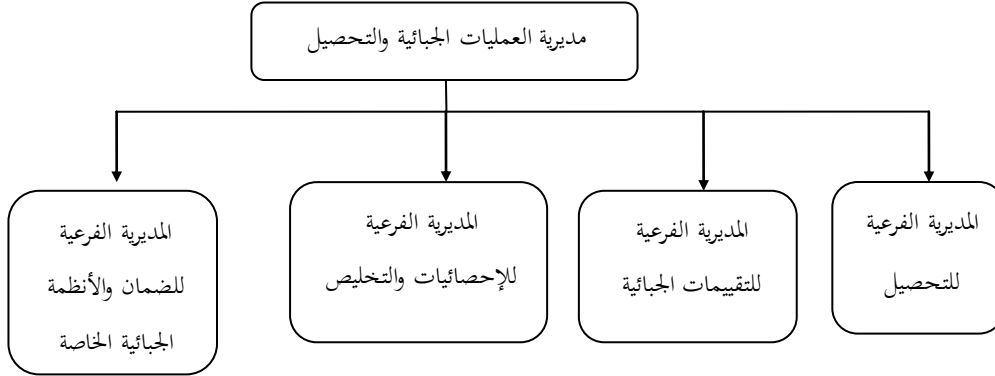 مديرية العمليات الجبائية والتحصيل
المديرية الفرعية
للتحصيل
المديرية الفرعية
للتقييمات الجبائية
المديرية الفرعية
للإحصائيات والتخليص
المديرية الفرعية
للضمان والأنظمة
الجبائية الخاصة